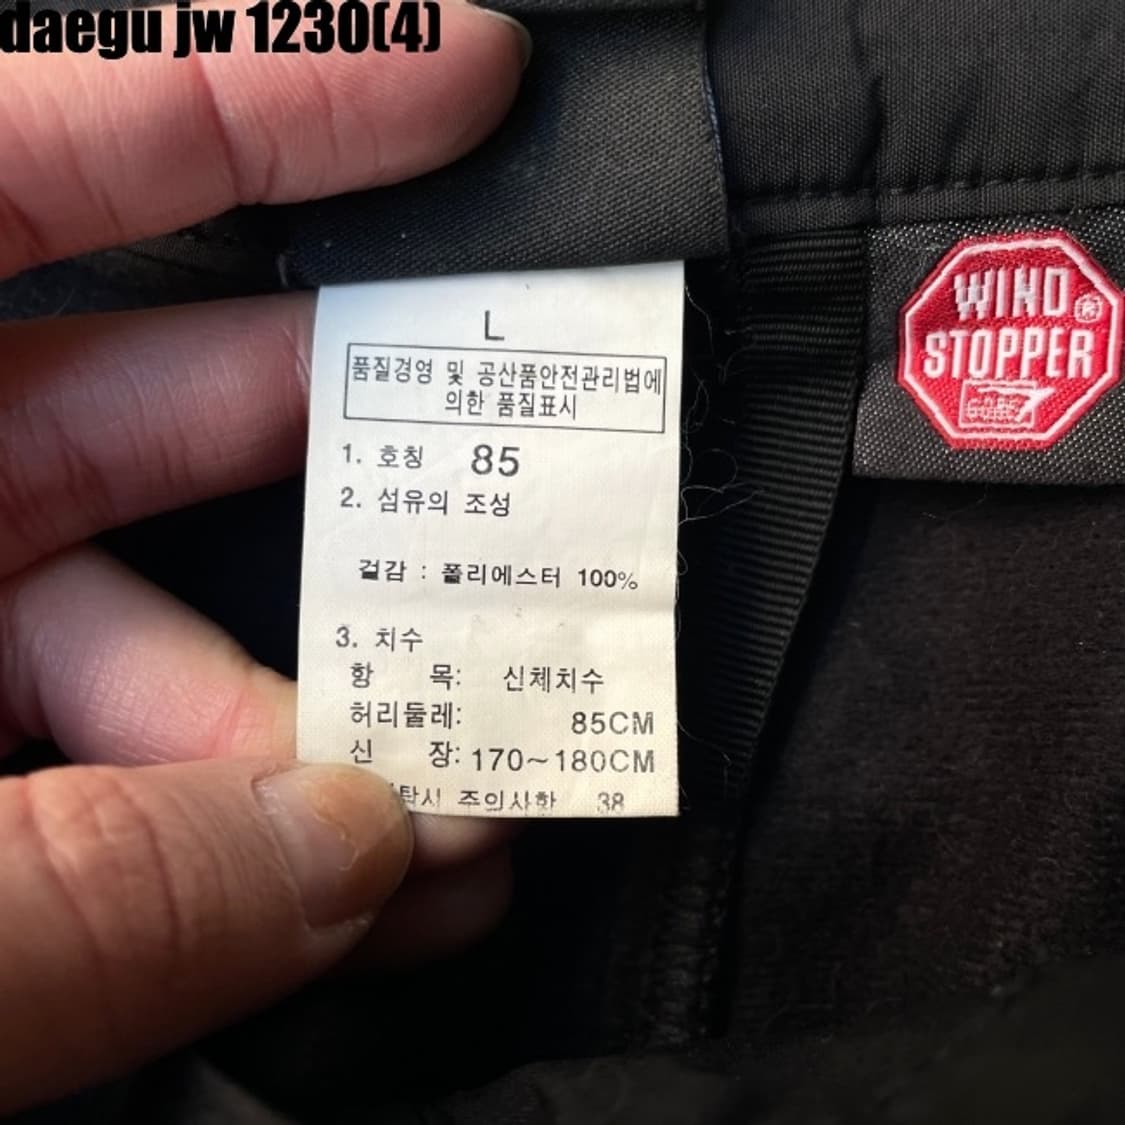 daegu jw 1230(4)
L
품질경영 및 공산품안전관리법에
의한 품질표시
1. 호칭 85
2. 섬유의 조성
겉감 : 폴리에스터 100%
3. 치수
항 목: 신체치수
허리둘레: 85CM
신 장: 170~180CM
탁시 주의사항 38
WIND®
STOPPER
GORE